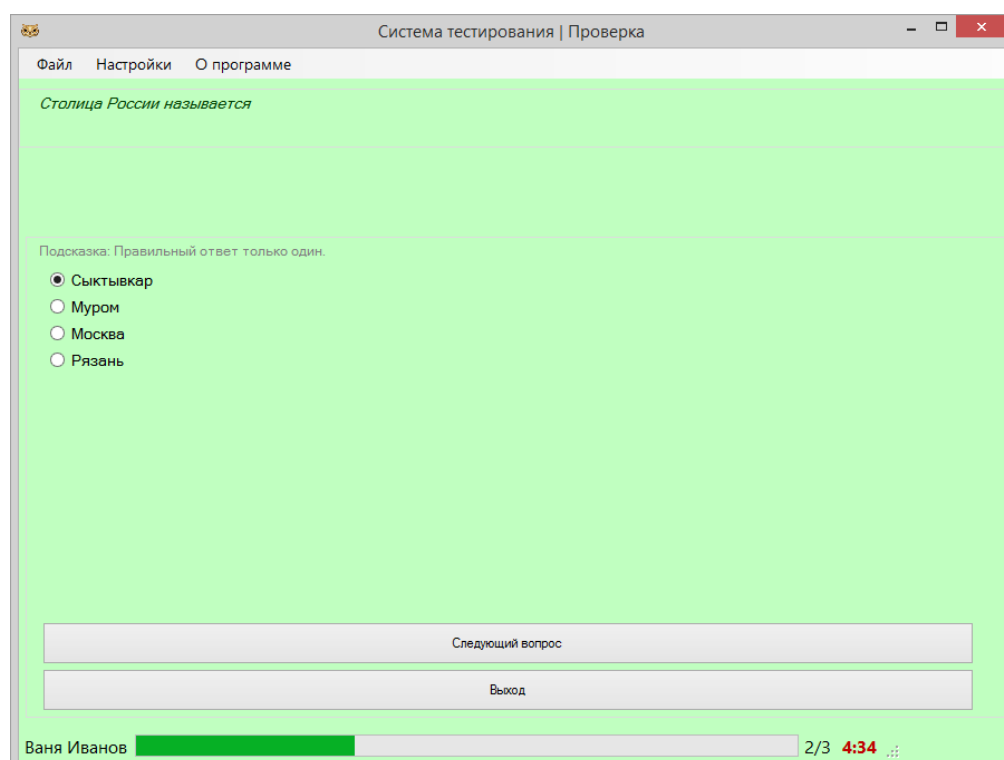 Система тестирования | Проверка
Файл Настройки О программе
Столица России называется
Подсказка: Правильный ответ только один.
Сыктывкар
Муром
Москва
Рязань
Следующий вопрос
Выход
Ваня Иванов 2/3 4:34